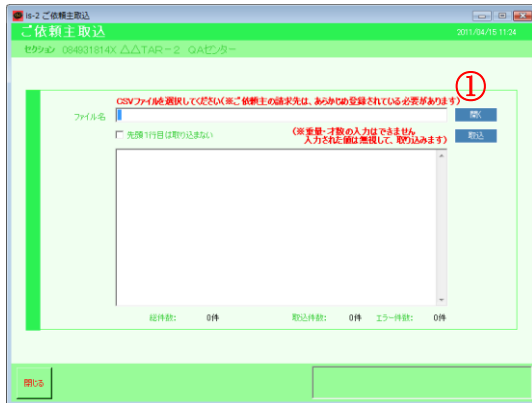 is-2 ご依頼主取込
ご依頼主取込
2011/04/15 11:24
セクション 084931814X △△TAR－2 QAセンター
①
CSVファイルを選択してください(※ご依頼主の請求先は、あらかじめ登録されている必要があります)
ファイル名
開く
先頭1行目は取り込まない
(※重量・才数の入力はできません
入力された値は無視して、取り込みます)
取込
総件数: 0件 取込件数: 0件 エラー件数: 0件
閉じる